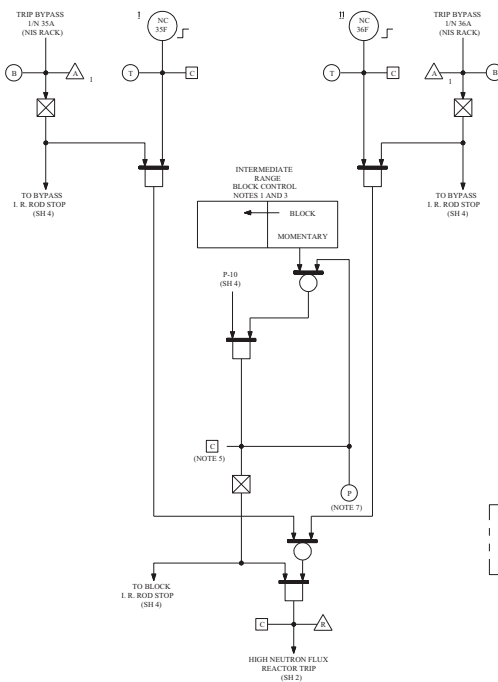 TRIP BYPASS
1/N 35A
(NIS RACK)
I
NC
35F
II
NC
36F
TRIP BYPASS
1/N 36A
(NIS RACK)
B
A
1
T
C
T
C
A
1
B
TO BYPASS
I. R. ROD STOP
(SH 4)
INTERMEDIATE
RANGE
BLOCK CONTROL
NOTES 1 AND 3
BLOCK
MOMENTARY
TO BYPASS
I. R. ROD STOP
(SH 4)
P-10
(SH 4)
C
(NOTE 5)
P
(NOTE 7)
TO BLOCK
I. R. ROD STOP
(SH 4)
C
R
HIGH NEUTRON FLUX
REACTOR TRIP
(SH 2)